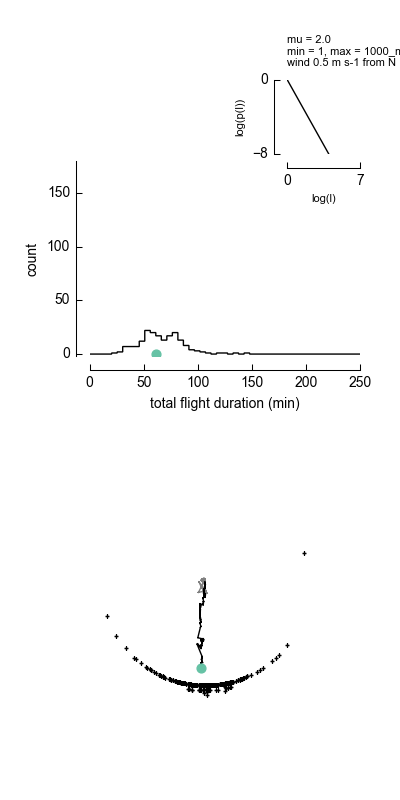 mu = 2.0
min = 1, max = 1000_m
wind 0.5 m s-1 from N
0
log(p(l))
−8
0 7
log(l)
150
100
count
50
0
0 50 100 150 200 250
total flight duration (min)